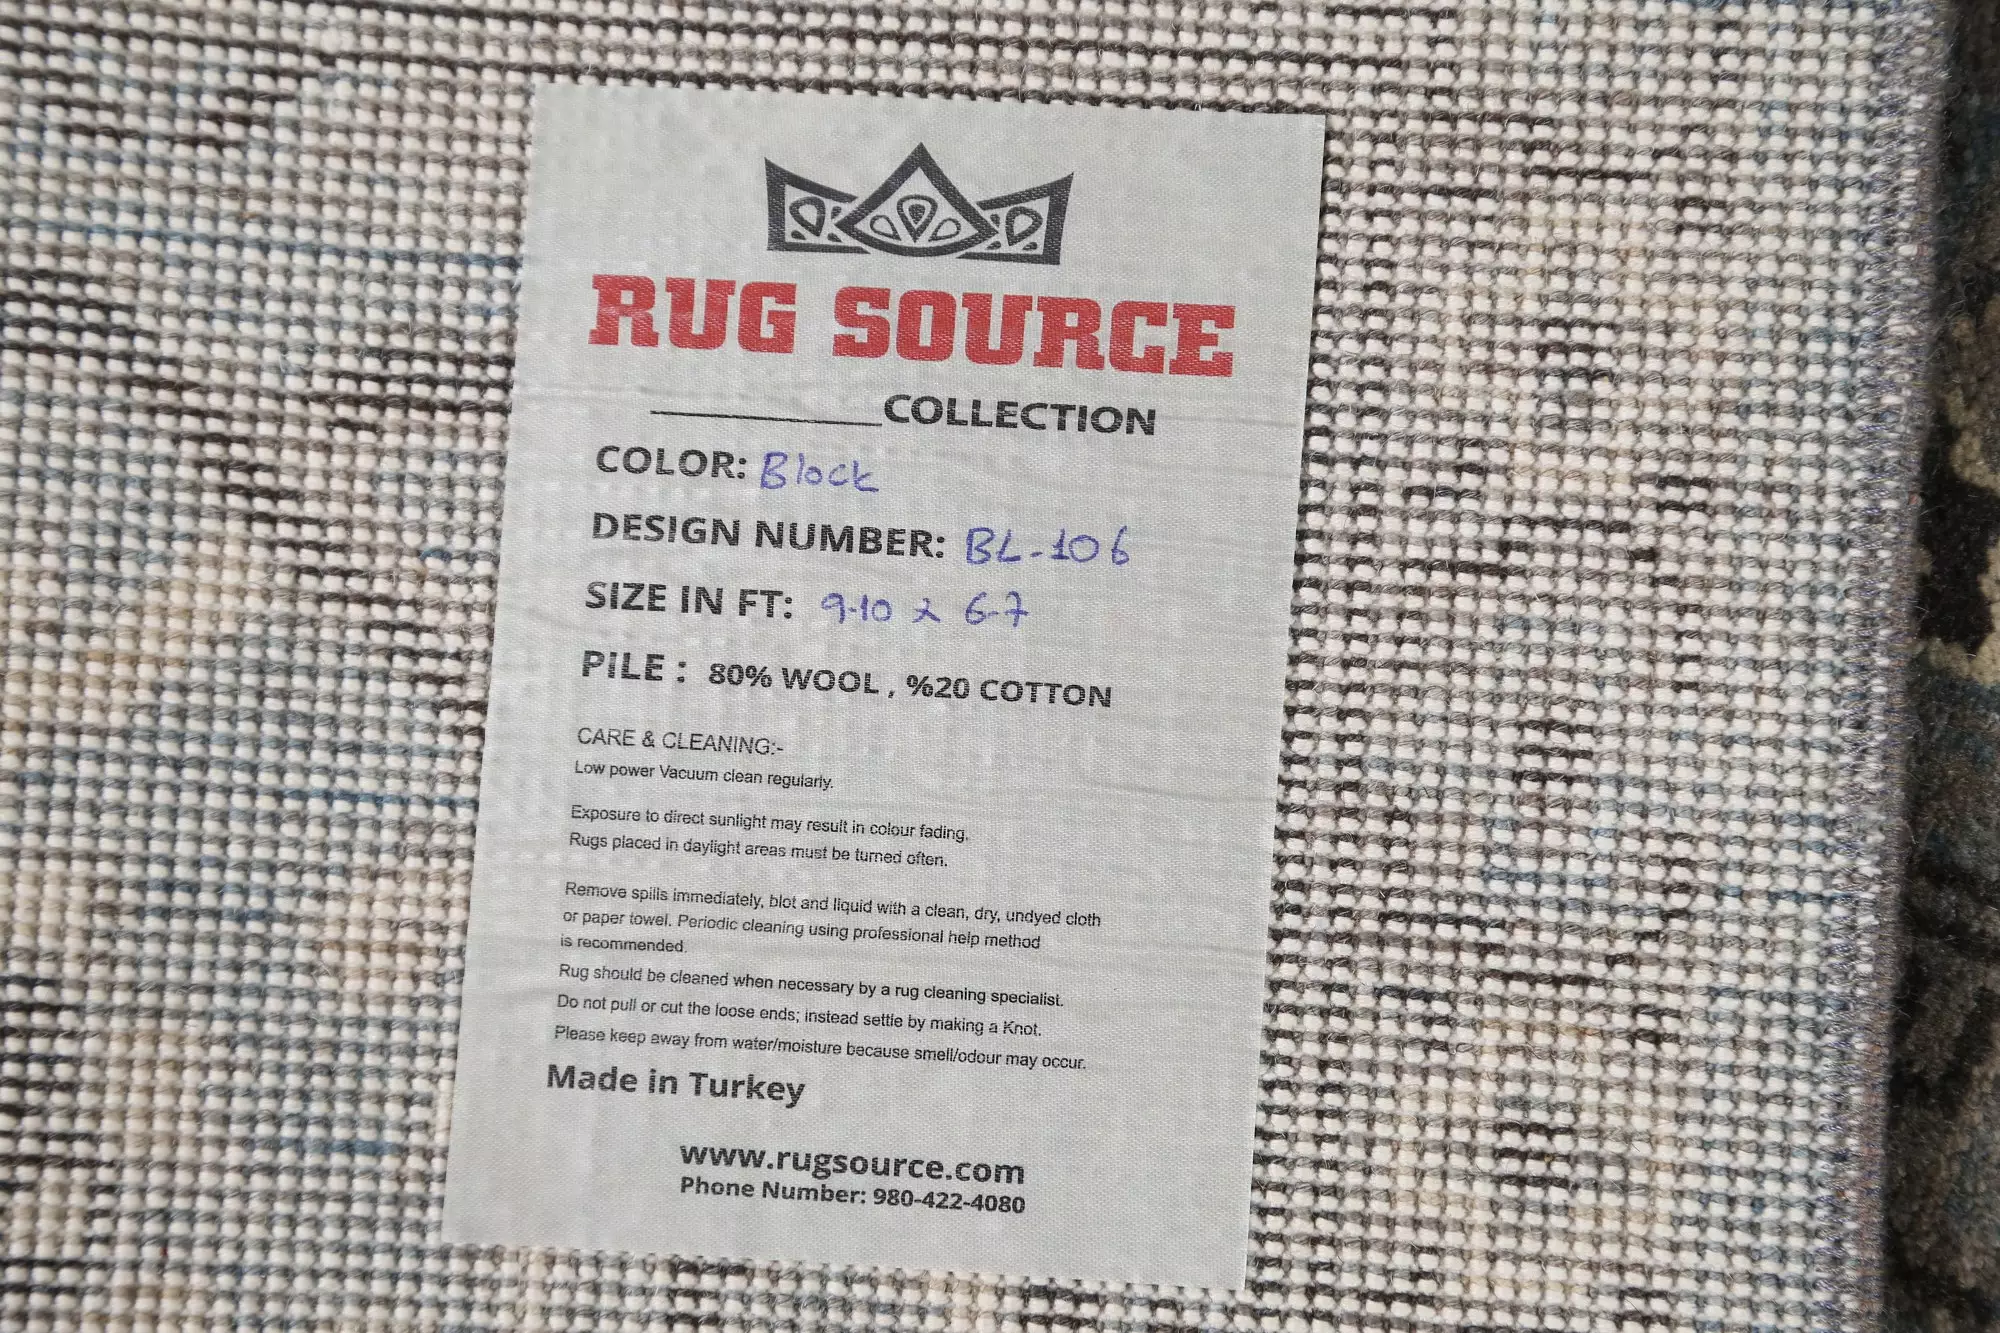 RUG SOURCE
________COLLECTION
COLOR: Block
DESIGN NUMBER: BL-106
SIZE IN FT: 9-10 x 6-7
PILE : 80% WOOL , %20 COTTON
CARE & CLEANING:-
Low power Vacuum clean regularly.
Exposure to direct sunlight may result in colour fading.
Rugs placed in daylight areas must be turned often.
Remove spills immediately, blot and liquid with a clean, dry, undyed cloth
or paper towel. Periodic cleaning using professional help method
is recommended.
Rug should be cleaned when necessary by a rug cleaning specialist.
Do not pull or cut the loose ends; instead settle by making a Knot.
Please keep away from water/moisture because smell/odour may occur.
Made in Turkey
www.rugsource.com
Phone Number: 980-422-4080